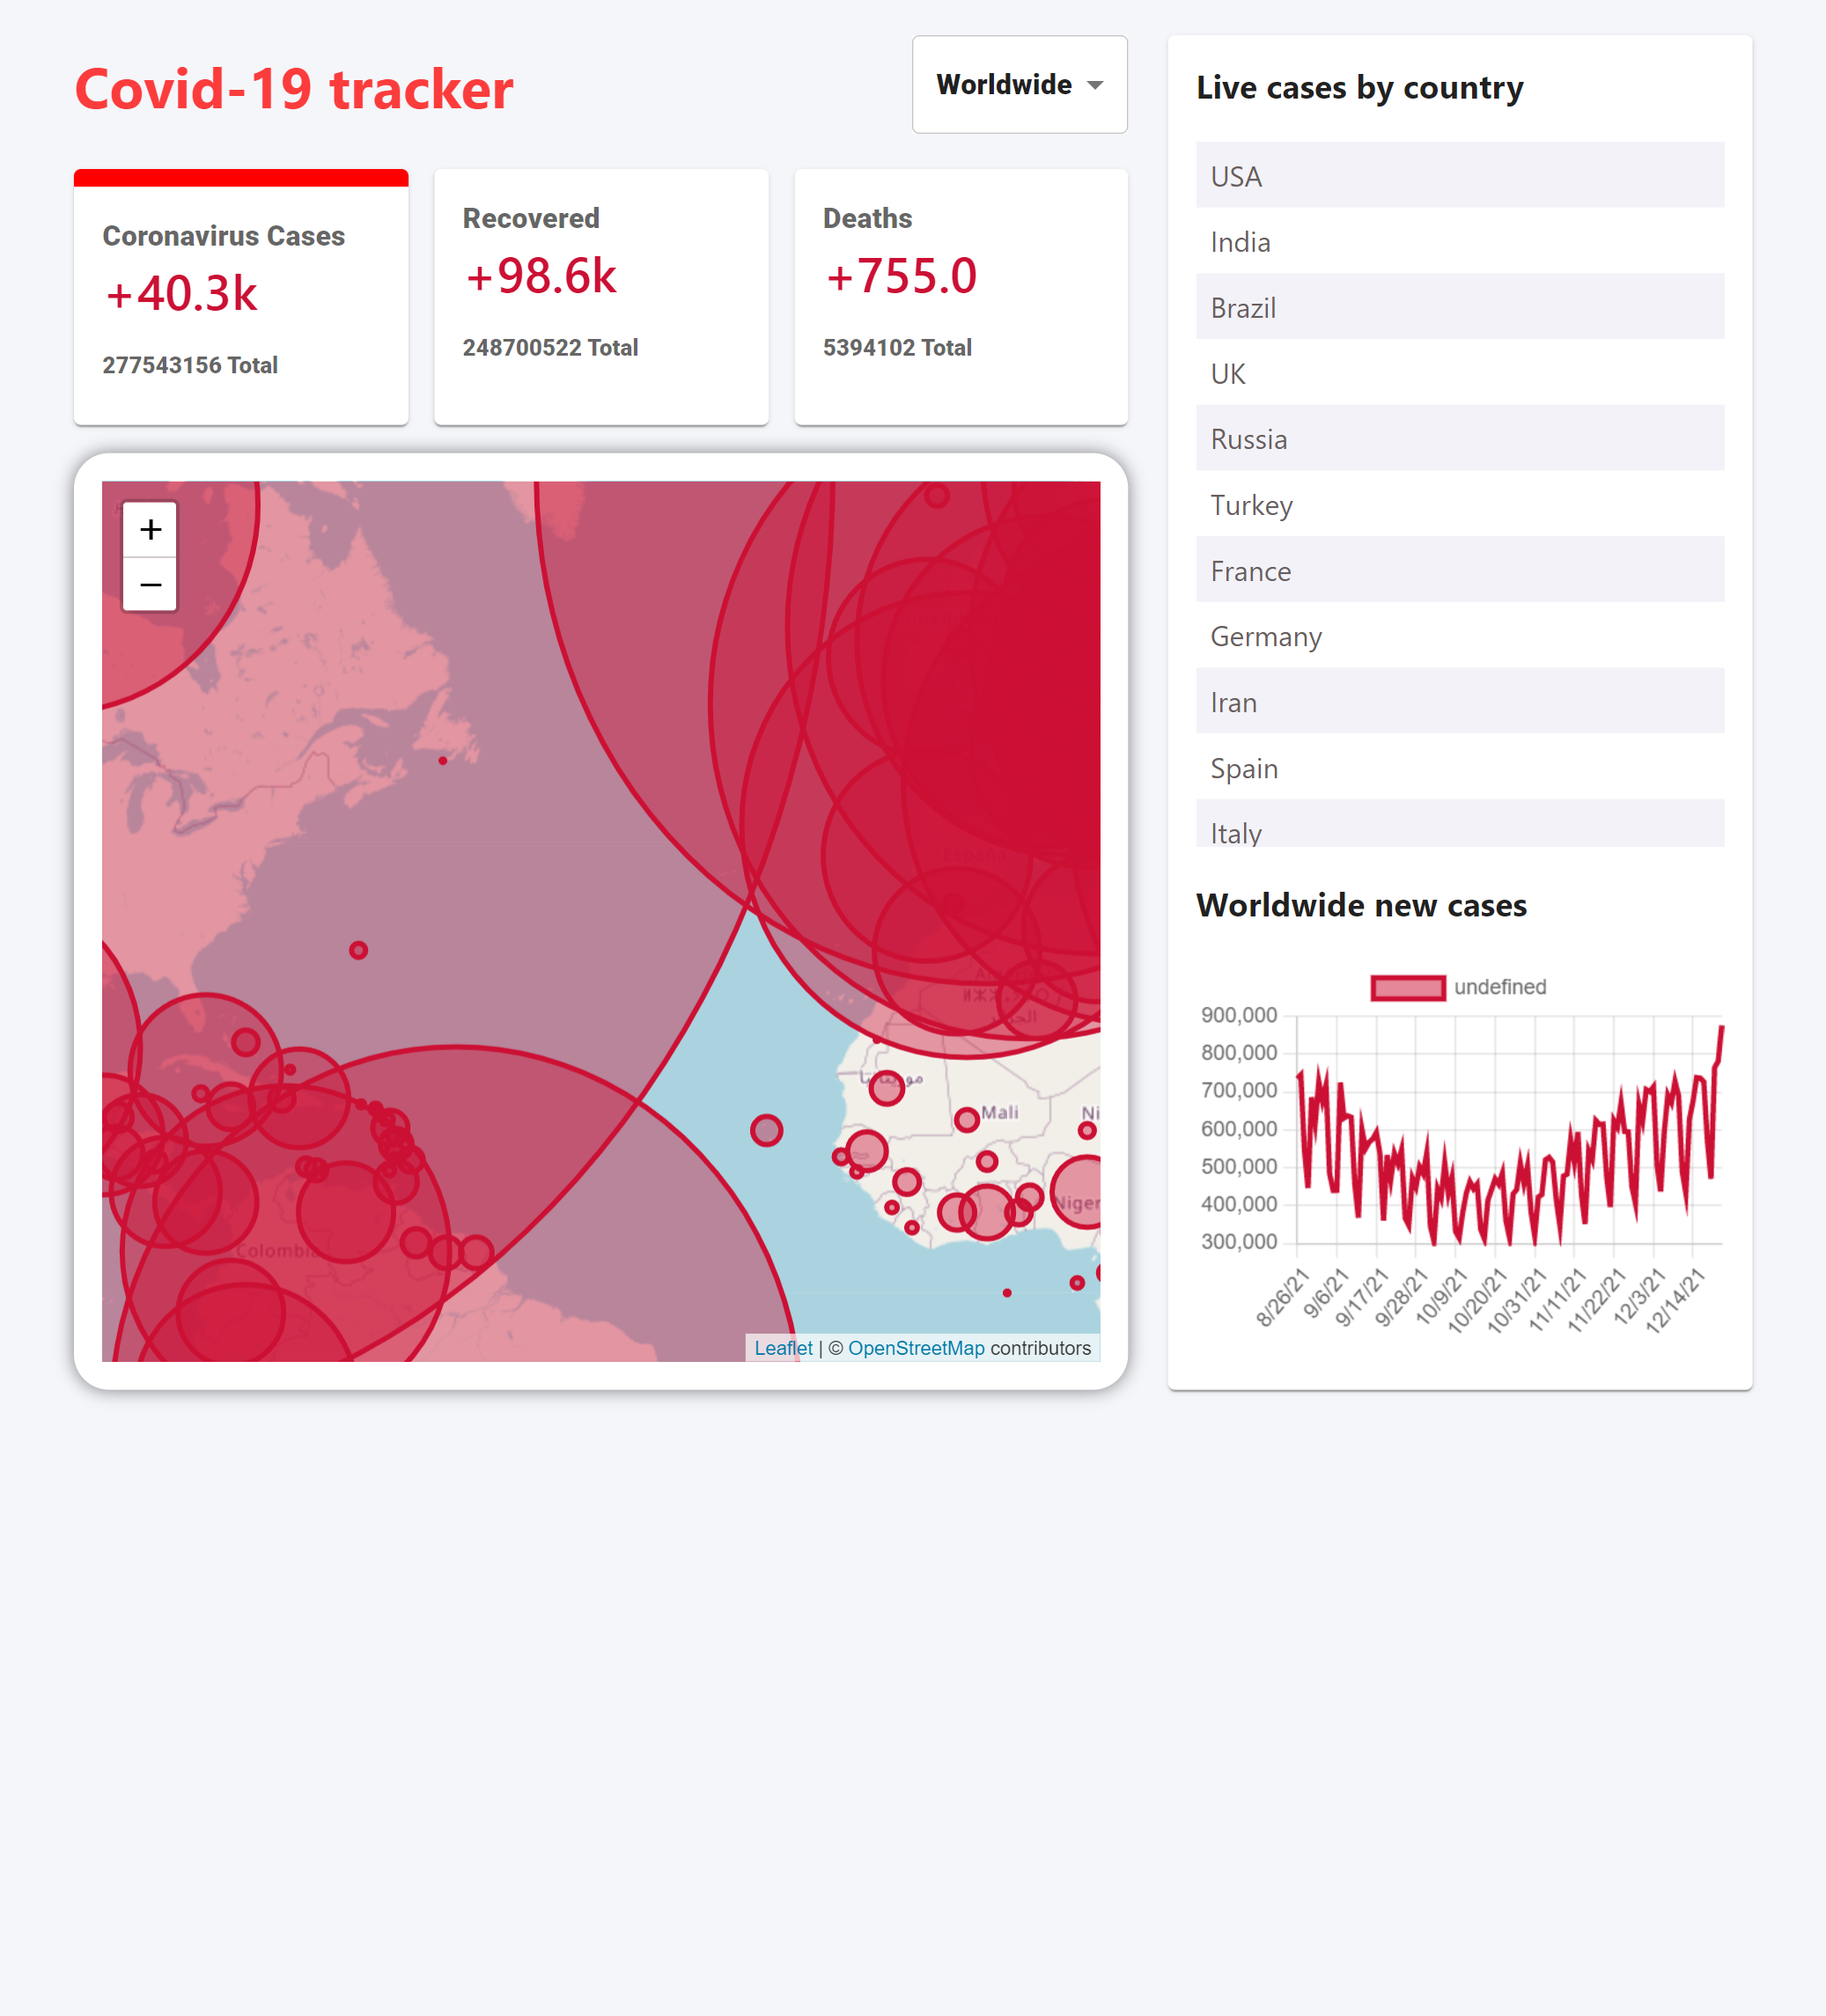 Covid-19 tracker
Worldwide
Coronavirus Cases
+40.3k
277543156 Total
Recovered
+98.6k
248700522 Total
Deaths
+755.0
5394102 Total
+
−
España
موريتانيا
Mali
Colombia
Leaflet | © OpenStreetMap contributors
Live cases by country
USA
India
Brazil
UK
Russia
Turkey
France
Germany
Iran
Spain
Italy
Worldwide new cases
undefined
900,000
800,000
700,000
600,000
500,000
400,000
300,000
8/26/21
9/6/21
9/17/21
9/28/21
10/9/21
10/20/21
10/31/21
11/11/21
11/22/21
12/3/21
12/14/21